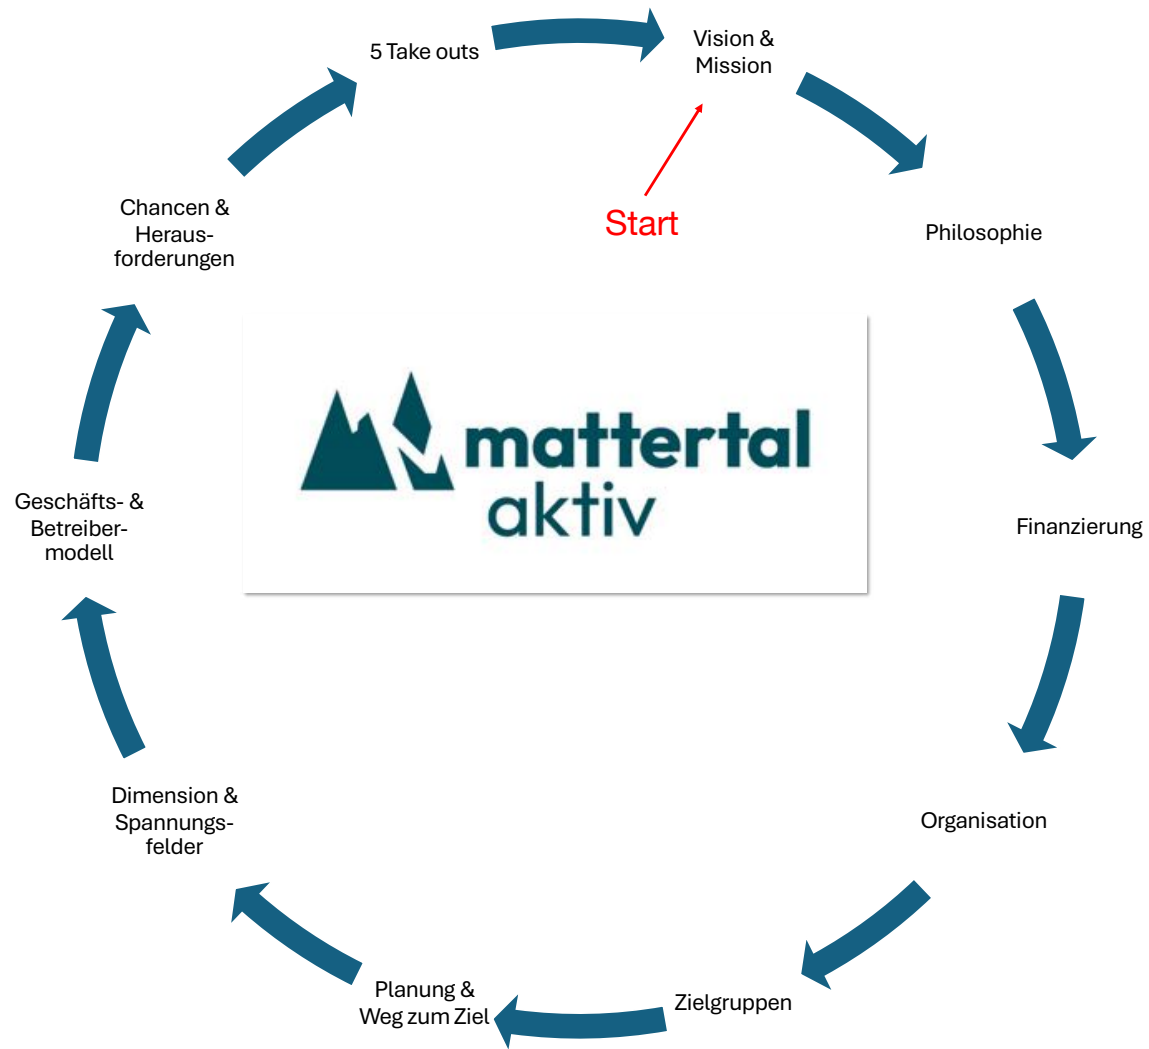 5 Take outs
Vision &
Mission
Start
Philosophie
Finanzierung
Organisation
Zielgruppen
Planung &
Weg zum Ziel
Dimension &
Spannungs-
felder
Geschäfts- &
Betreiber-
modell
Chancen &
Heraus-
forderungen
mattertal
aktiv